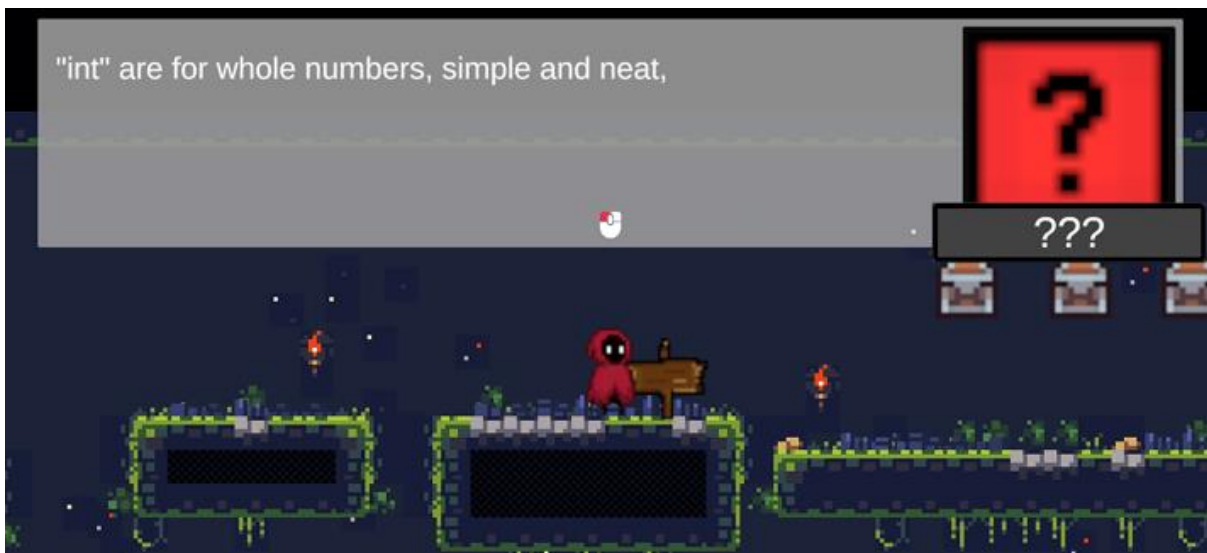 "int" are for whole numbers, simple and neat,
?
???